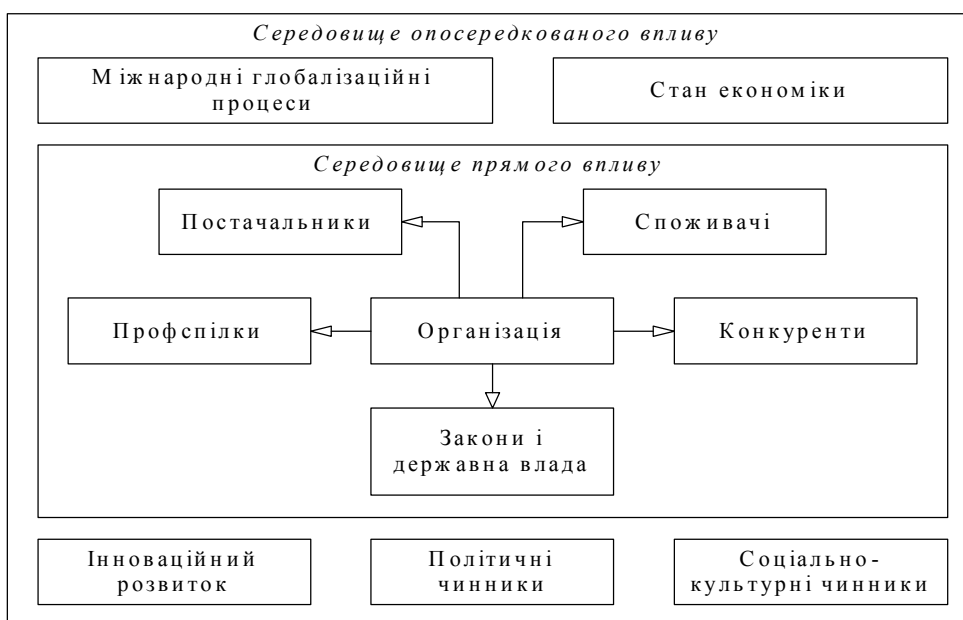 Середовище опосередкованого впливу
Міжнародні глобалізаційні
процеси
Стан економіки
Середовище прямого впливу
Постачальники
Споживачі
Профспілки
Організація
Конкуренти
Закони і
державна влада
Інноваційний
розвиток
Політичні
чинники
Соціально-
культурні чинники